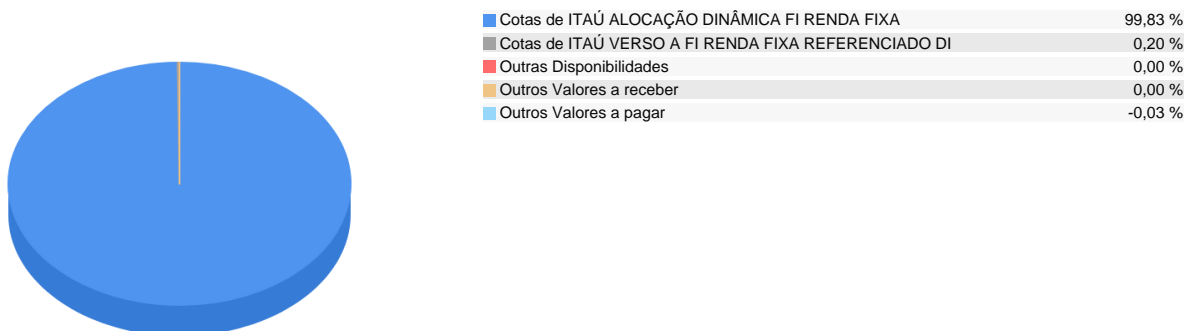 Cotas de ITAÚ ALOCAÇÃO DINÂMICA FI RENDA FIXA 99,83 %
Cotas de ITAÚ VERSO A FI RENDA FIXA REFERENCIADO DI 0,20 %
Outras Disponibilidades 0,00 %
Outros Valores a receber 0,00 %
Outros Valores a pagar -0,03 %